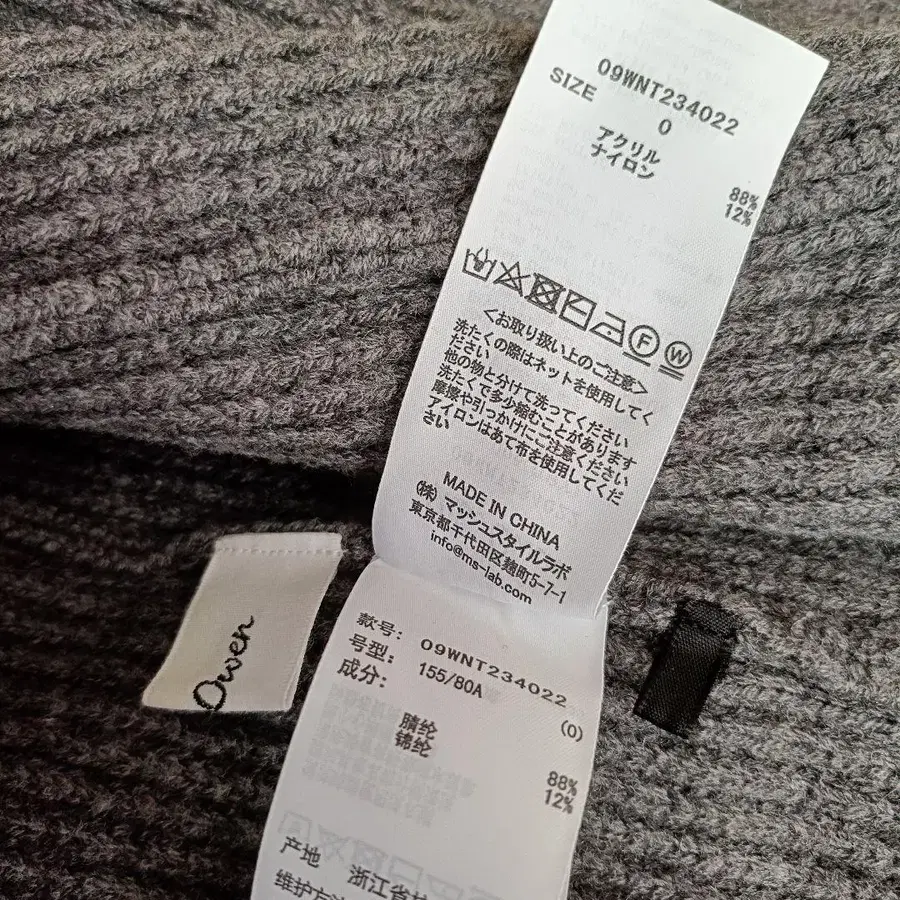 09WNT234022
SIZE
0
アクリル
ナイロン
88%
12%
F
W
<お取り扱い上のご注意>
洗たくの際はネットを使用してく
ださい
他の物と分けて洗ってください
洗たくで多少縮むことがあります
摩擦や引っかけにご注意ください
アイロンはあて布を使用してくだ
さい
MADE IN CHINA
(株) マッシュスタイルラボ
東京都千代田区麹町5-7-1
info@ms-lab.com
Owen
款号: 09WNT234022
号型: 155/80A (0)
成分:
腈纶
锦纶
88%
12%
产地 浙江省
维护方法